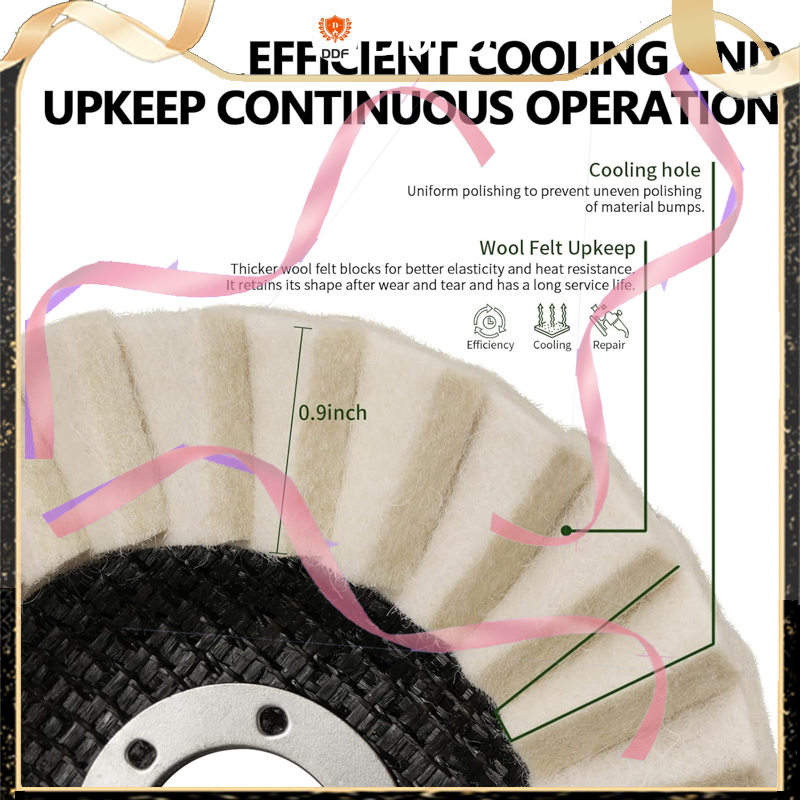 DDF
EFFICIENT COOLING AND
UPKEEP CONTINUOUS OPERATION
Cooling hole
Uniform polishing to prevent uneven polishing
of material bumps.
Wool Felt Upkeep
Thicker wool felt blocks for better elasticity and heat resistance.
It retains its shape after wear and tear and has a long service life.
Efficiency
Cooling
Repair
0.9inch